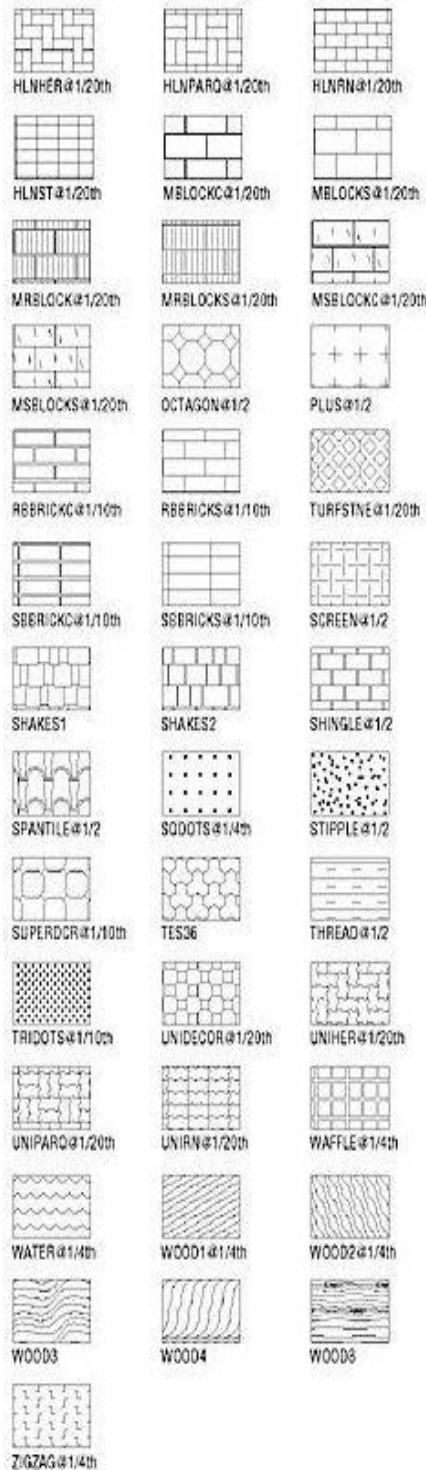 HLNHER@1/20th
HLNPARQ@1/20th
HLNRN@1/20th
HLNST@1/20th
MBLOCKC@1/20th
MBLOCKS@1/20th
MRBLOCK@1/20th
MRBLOCKS@1/20th
MSBLOCKC@1/20th
MSBLOCKS@1/20th
OCTAGON@1/2
PLUS@1/2
RBBRICKC@1/10th
RBBRICKS@1/10th
TURFSTNE@1/20th
SBBRICKC@1/10th
SBBRICKS@1/10th
SCREEN@1/2
SHAKES1
SHAKES2
SHINGLE@1/2
SPANTILE@1/2
SQDOTS@1/4th
STIPPLE@1/2
SUPERDCR@1/10th
TES36
THREAD@1/2
TRIDOTS@1/10th
UNIDECOR@1/20th
UNIHER@1/20th
UNIPARQ@1/20th
UNIRN@1/20th
WAFFLE@1/4th
WATER@1/4th
WOOD1@1/4th
WOOD2@1/4th
WOOD3
WOOD4
ZIGZAG@1/4th